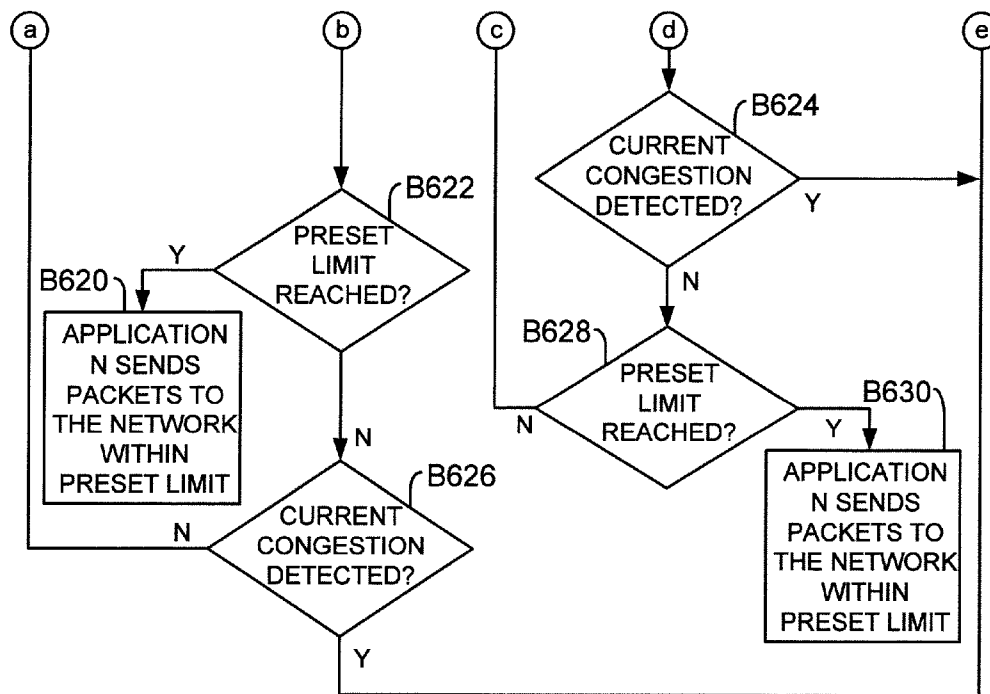 a
b
c
d
e
B624
CURRENT
CONGESTION
DETECTED?
Y
N
B622
PRESET
LIMIT
REACHED?
Y
N
B620
APPLICATION
N SENDS
PACKETS TO
THE NETWORK
WITHIN
PRESET LIMIT
B628
PRESET
LIMIT
REACHED?
N
Y
B630
APPLICATION
N SENDS
PACKETS TO
THE NETWORK
WITHIN
PRESET LIMIT
B626
CURRENT
CONGESTION
DETECTED?
N
Y